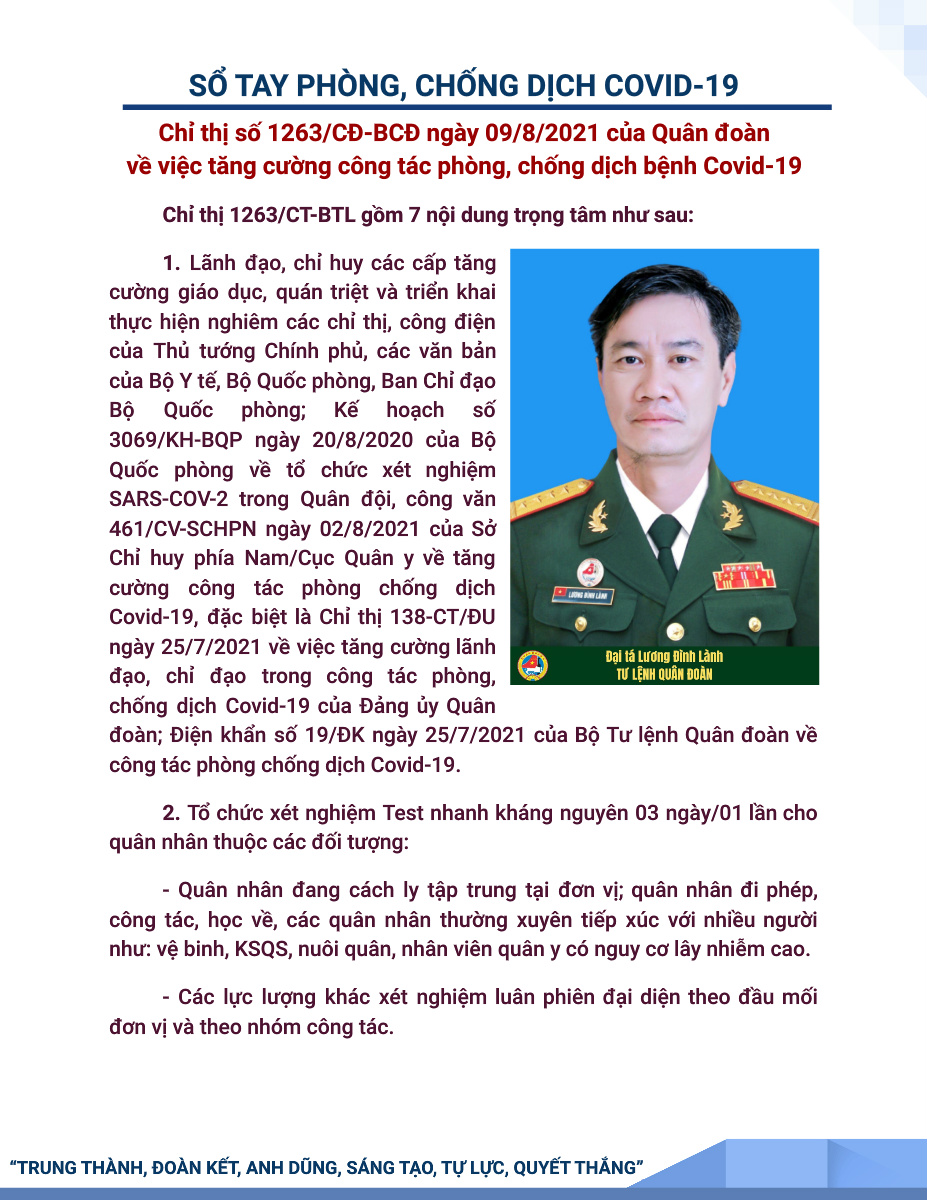 SỔ TAY PHÒNG, CHỐNG DỊCH COVID-19
Chỉ thị số 1263/CĐ-BCĐ ngày 09/8/2021 của Quân đoàn
về việc tăng cường công tác phòng, chống dịch bệnh Covid-19
Chỉ thị 1263/CT-BTL gồm 7 nội dung trọng tâm như sau:
1. Lãnh đạo, chỉ huy các cấp tăng
cường giáo dục, quán triệt và triển khai
thực hiện nghiêm các chỉ thị, công điện
của Thủ tướng Chính phủ, các văn bản
của Bộ Y tế, Bộ Quốc phòng, Ban Chỉ đạo
Bộ Quốc phòng; Kế hoạch số
3069/KH-BQP ngày 20/8/2020 của Bộ
Quốc phòng về tổ chức xét nghiệm
SARS-COV-2 trong Quân đội, công văn
461/CV-SCHPN ngày 02/8/2021 của Sở
Chỉ huy phía Nam/Cục Quân y về tăng
cường công tác phòng chống dịch
Covid-19, đặc biệt là Chỉ thị 138-CT/ĐU
ngày 25/7/2021 về việc tăng cường lãnh
đạo, chỉ đạo trong công tác phòng,
chống dịch Covid-19 của Đảng ủy Quân
đoàn; Điện khẩn số 19/ĐK ngày 25/7/2021 của Bộ Tư lệnh Quân đoàn về
công tác phòng chống dịch Covid-19.
LƯƠNG ĐÌNH LÀNH
Đại tá Lương Đình Lành
TƯ LỆNH QUÂN ĐOÀN
2. Tổ chức xét nghiệm Test nhanh kháng nguyên 03 ngày/01 lần cho
quân nhân thuộc các đối tượng:
- Quân nhân đang cách ly tập trung tại đơn vị; quân nhân đi phép,
công tác, học về, các quân nhân thường xuyên tiếp xúc với nhiều người
như: vệ binh, KSQS, nuôi quân, nhân viên quân y có nguy cơ lây nhiễm cao.
- Các lực lượng khác xét nghiệm luân phiên đại diện theo đầu mối
đơn vị và theo nhóm công tác.
“TRUNG THÀNH, ĐOÀN KẾT, ANH DŨNG, SÁNG TẠO, TỰ LỰC, QUYẾT THẮNG”